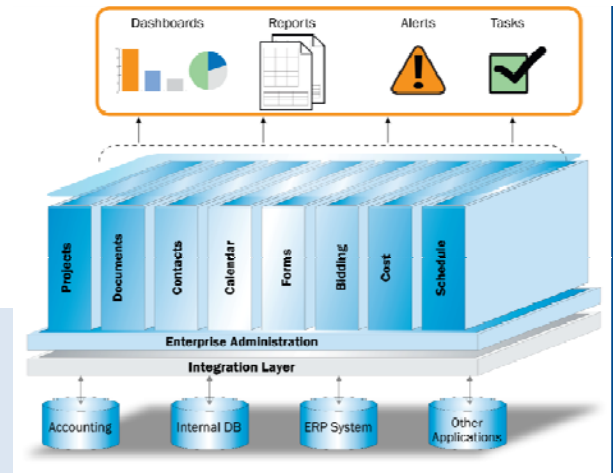 Dashboards Reports Alerts Tasks
Projects
Documents
Contacts
Calendar
Forms
Bidding
Cost
Schedule
Enterprise Administration
Integration Layer
Accounting Internal DB ERP System Other
Applications